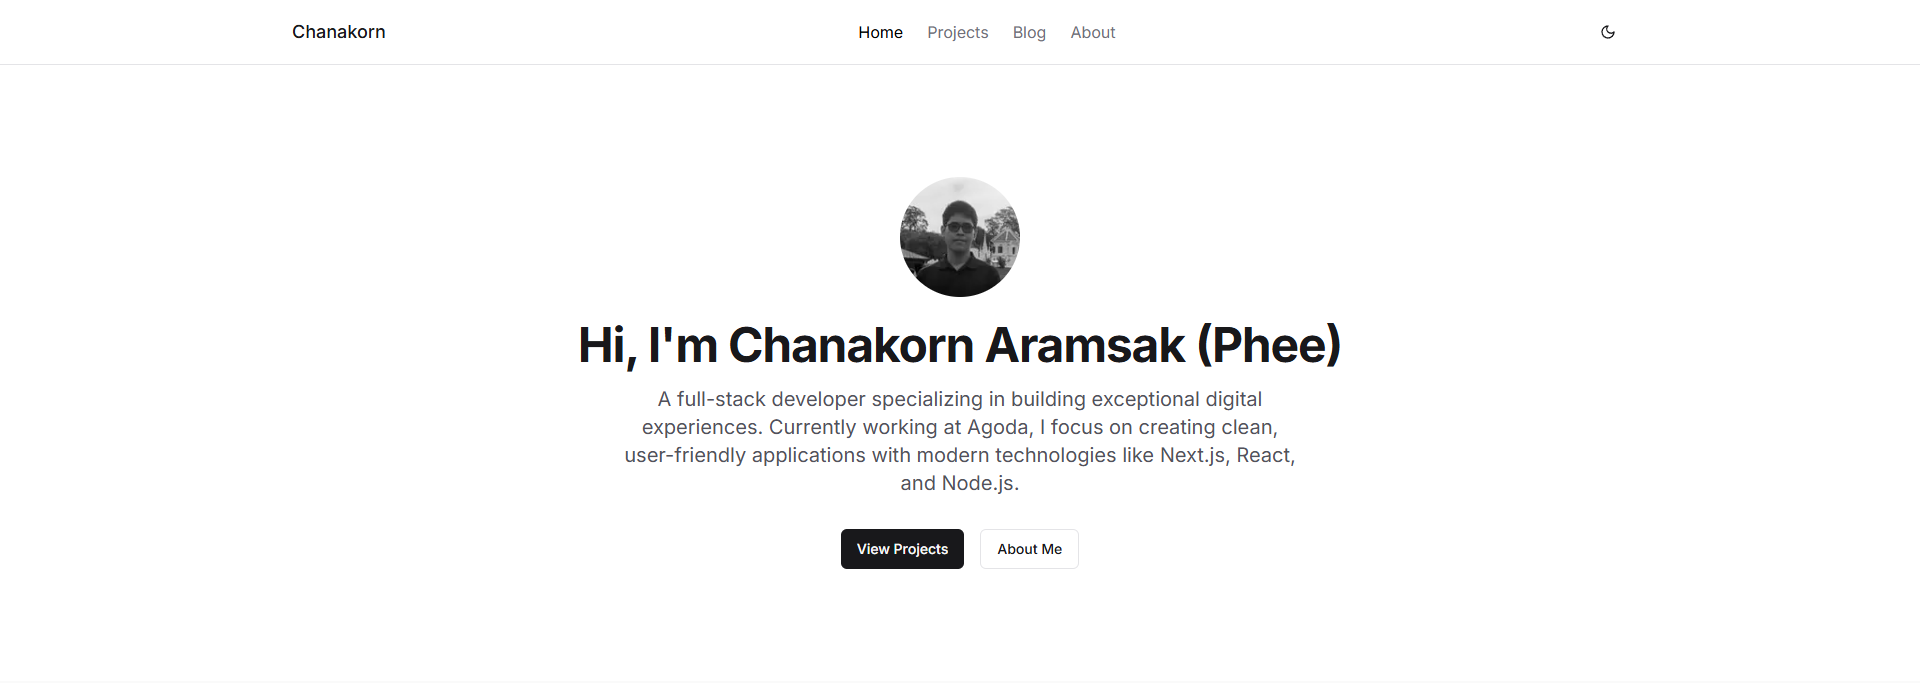 Chanakorn
Home Projects Blog About
Hi, I'm Chanakorn Aramsak (Phee)
A full-stack developer specializing in building exceptional digital
experiences. Currently working at Agoda, I focus on creating clean,
user-friendly applications with modern technologies like Next.js, React,
and Node.js.
View Projects About Me